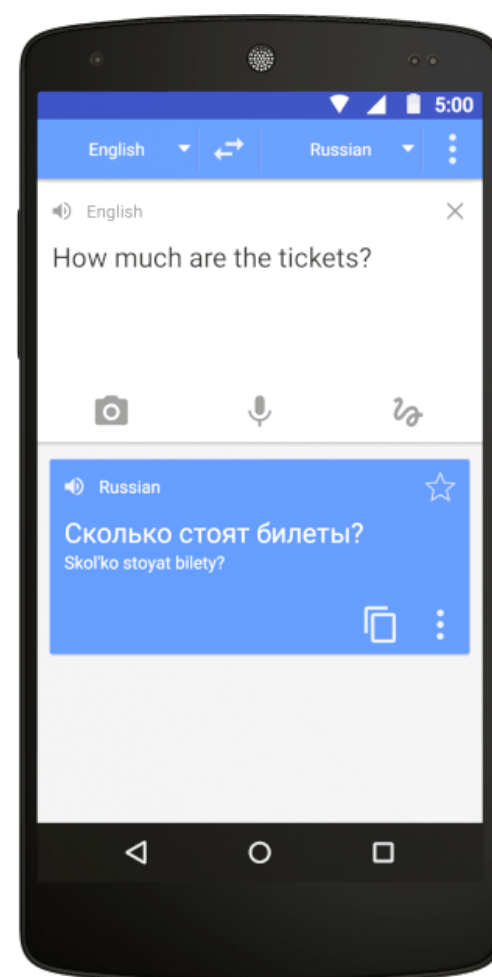 5:00
English Russian
English
How much are the tickets?
Russian
Сколько стоят билеты?
Skol'ko stoyat bilety?